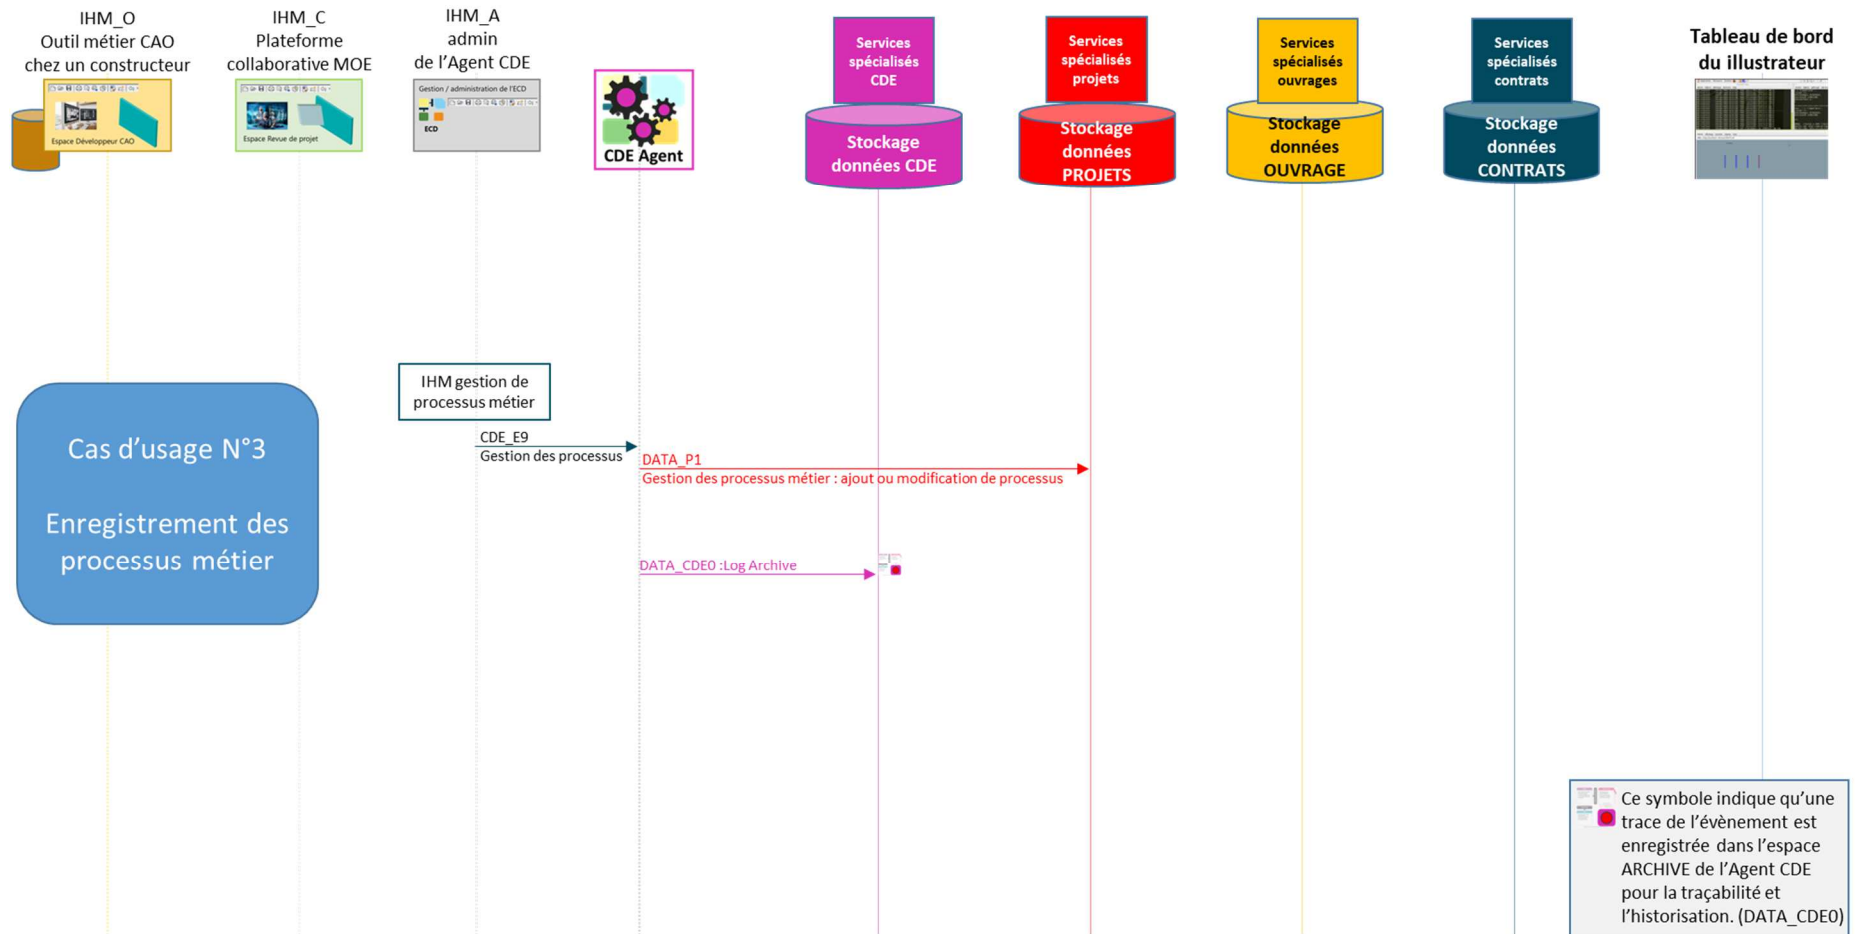 IHM_O
Outil métier CAO
chez un constructeur
Espace Développeur CAO
IHM_C
Plateforme
collaborative MOE
Espace Revue de projet
IHM_A
admin
de l'Agent CDE
Gestion / administration de l'ECD
ECD
CDE Agent
Services
spécialisés
CDE
Stockage
données CDE
Services
spécialisés
projets
Stockage
données
PROJETS
Services
spécialisés
ouvrages
Stockage
données
OUVRAGE
Services
spécialisés
contrats
Stockage
données
CONTRATS
Tableau de bord
du illustrateur
IHM gestion de
processus métier
Cas d'usage N°3
Enregistrement des
processus métier
CDE_E9
Gestion des processus
DATA_P1
Gestion des processus métier : ajout ou modification de processus
DATA_CDE0 :Log Archive
Ce symbole indique qu'une
trace de l'évènement est
enregistrée dans l'espace
ARCHIVE de l'Agent CDE
pour la traçabilité et
l'historisation. (DATA_CDE0)